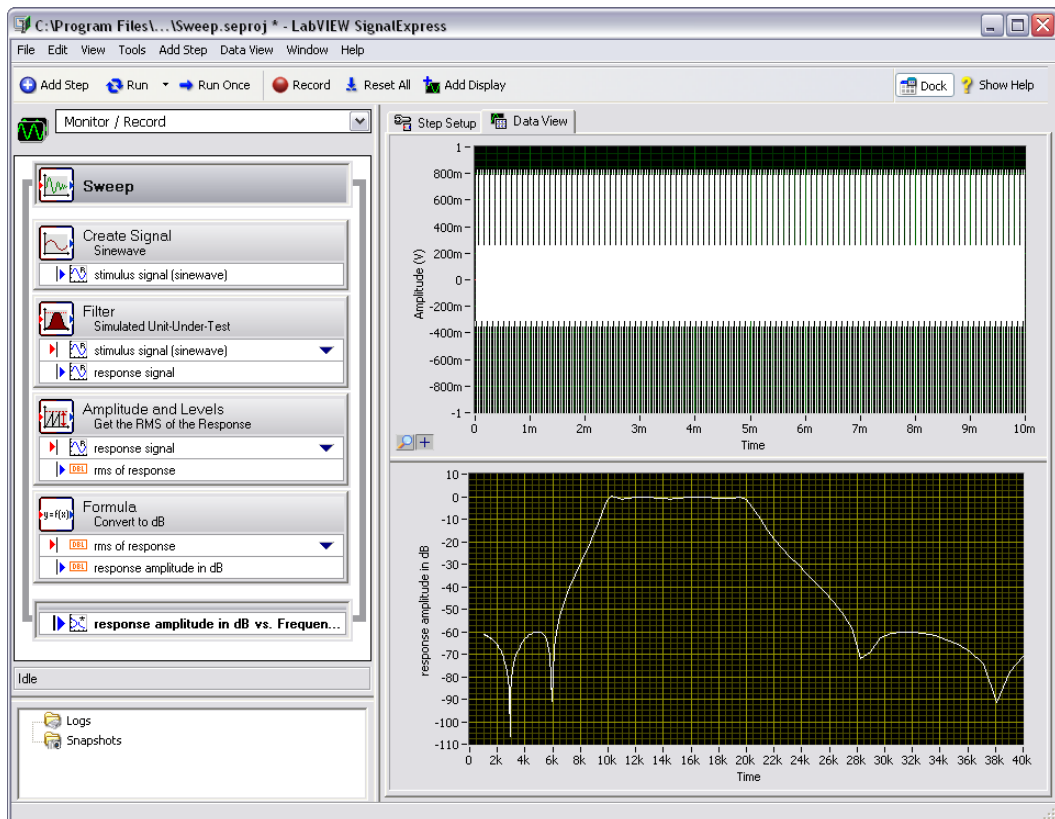 C:\Program Files\...\Sweep.seproj * - LabVIEW SignalExpress
File Edit View Tools Add Step Data View Window Help
Add Step Run Run Once Record Reset All Add Display Dock Show Help
Monitor / Record
Sweep
Create Signal
Sinewave
stimulus signal (sinewave)
Filter
Simulated Unit-Under-Test
stimulus signal (sinewave)
response signal
Amplitude and Levels
Get the RMS of the Response
response signal
DBL rms of response
y=f(x)
Formula
Convert to dB
DBL rms of response
DBL response amplitude in dB
response amplitude in dB vs. Frequen...
Idle
Logs
Snapshots
Step Setup Data View
Amplitude (V)
1
800m
600m
400m
200m
0
-200m
-400m
-600m
-800m
-1
0 1m 2m 3m 4m 5m 6m 7m 8m 9m 10m
Time
response amplitude in dB
10
0
-10
-20
-30
-40
-50
-60
-70
-80
-90
-100
-110
0 2k 4k 6k 8k 10k 12k 14k 16k 18k 20k 22k 24k 26k 28k 30k 32k 34k 36k 38k 40k
Time